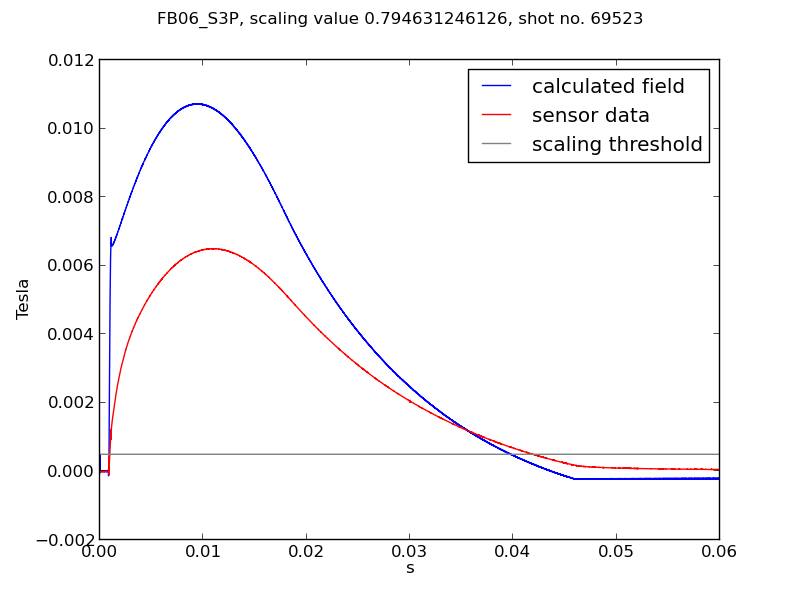 FB06_S3P, scaling value 0.794631246126, shot no. 69523
0.012
0.010
0.008
0.006
0.004
0.002
0.000
−0.002
Tesla
calculated field
sensor data
scaling threshold
0.00
0.01
0.02
0.03
0.04
0.05
0.06
s